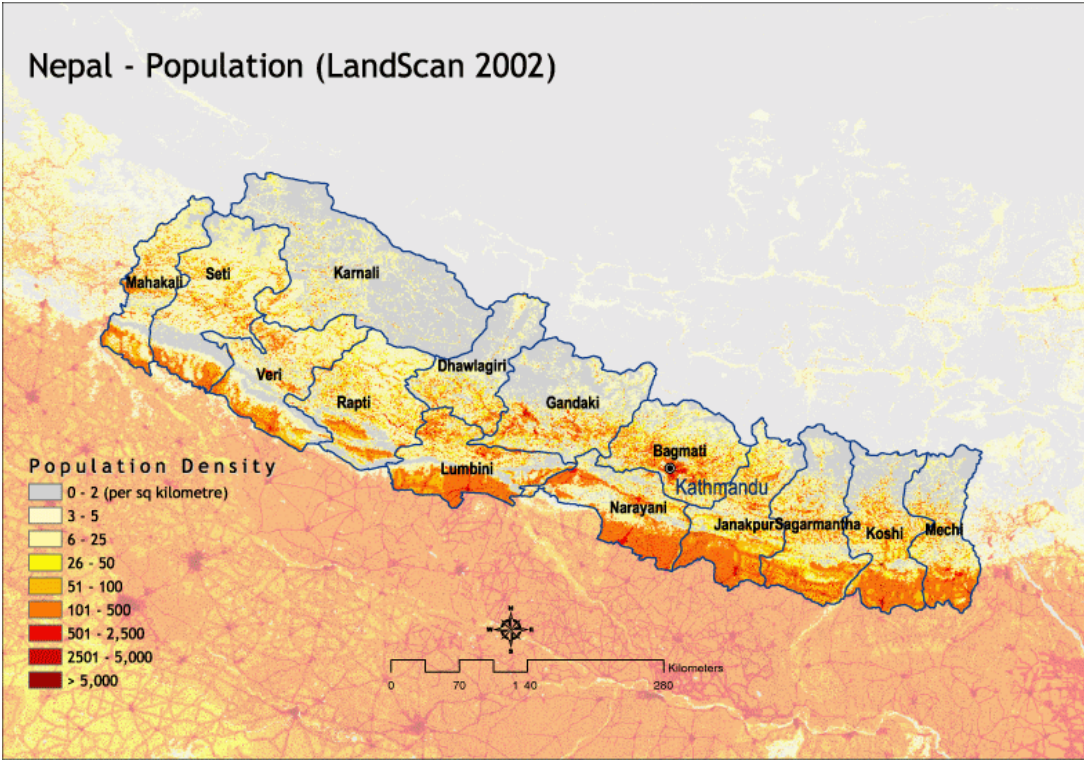 Nepal - Population (LandScan 2002)
Karnali
Seti
Mahakali
Dhawlagiri
Veri
Rapti
Gandaki
Bagmati
Lumbini
Kathmandu
Narayani
JanakpurSagarmantha
Koshi
Mechi
Population Density
0 - 2 (per sq kilometre)
3 - 5
6 - 25
26 - 50
51 - 100
101 - 500
501 - 2,500
2501 - 5,000
> 5,000
N
W E
S
Kilometers
0 70 1 40 280